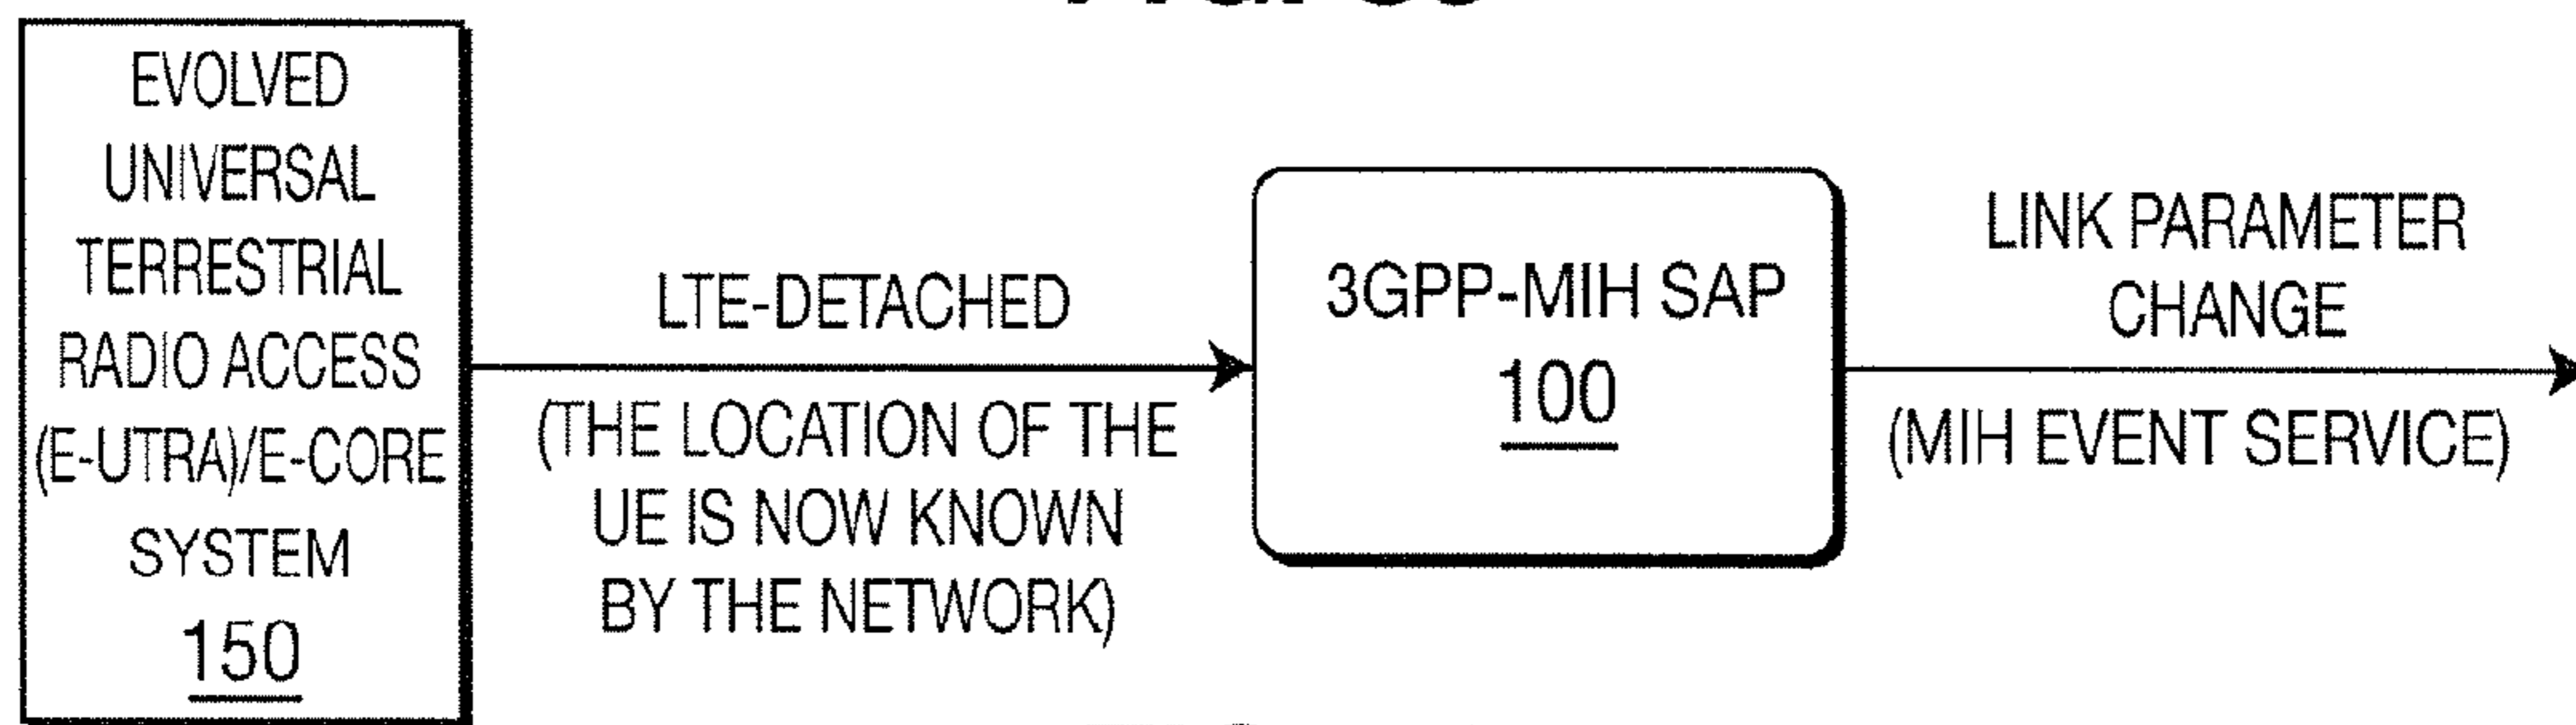 EVOLVED
UNIVERSAL
TERRESTRIAL
RADIO ACCESS
(E-UTRA)/E-CORE
SYSTEM
150
LTE-DETACHED
(THE LOCATION OF THE
UE IS NOW KNOWN
BY THE NETWORK)
3GPP-MIH SAP
100
LINK PARAMETER
CHANGE
(MIH EVENT SERVICE)